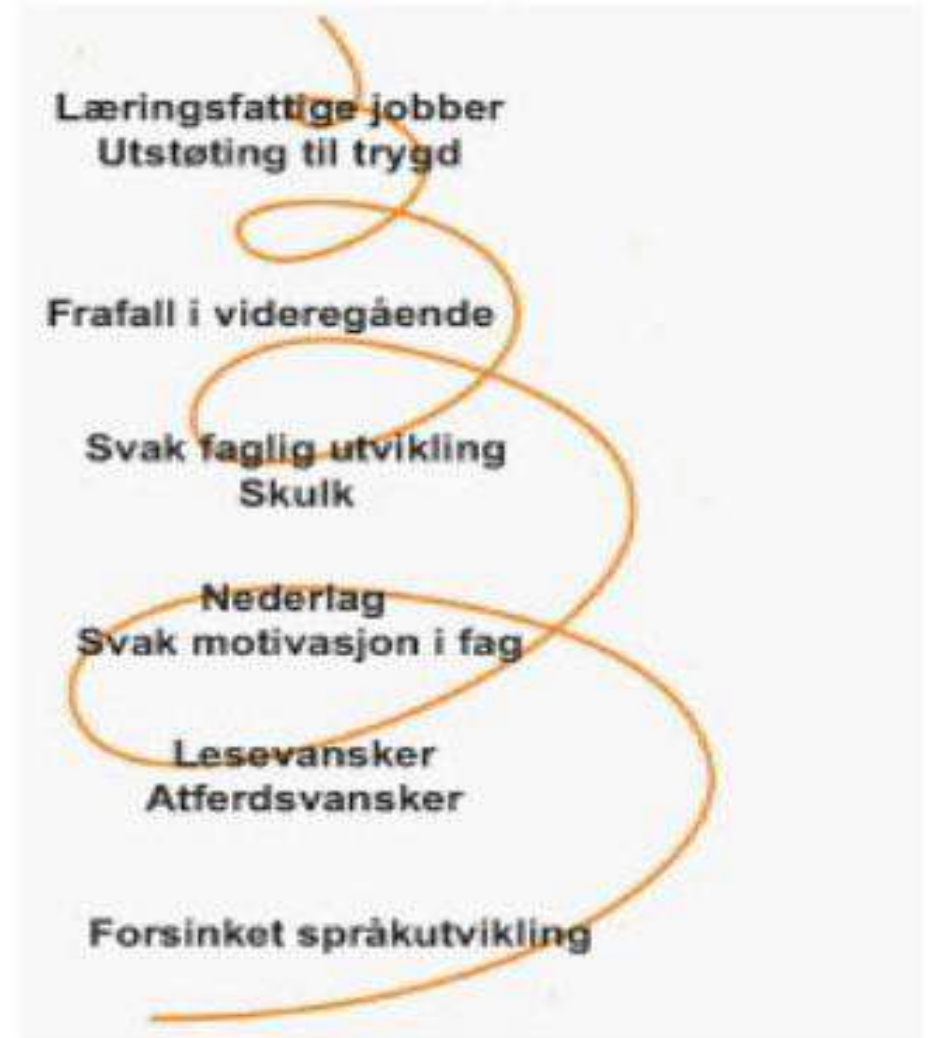 Læringsfattige jobber
Utstøting til trygd
Frafall i videregående
Svak faglig utvikling
Skulk
Nederlag
Svak motivasjon i fag
Lesevansker
Atferdsvansker
Forsinket språkutvikling